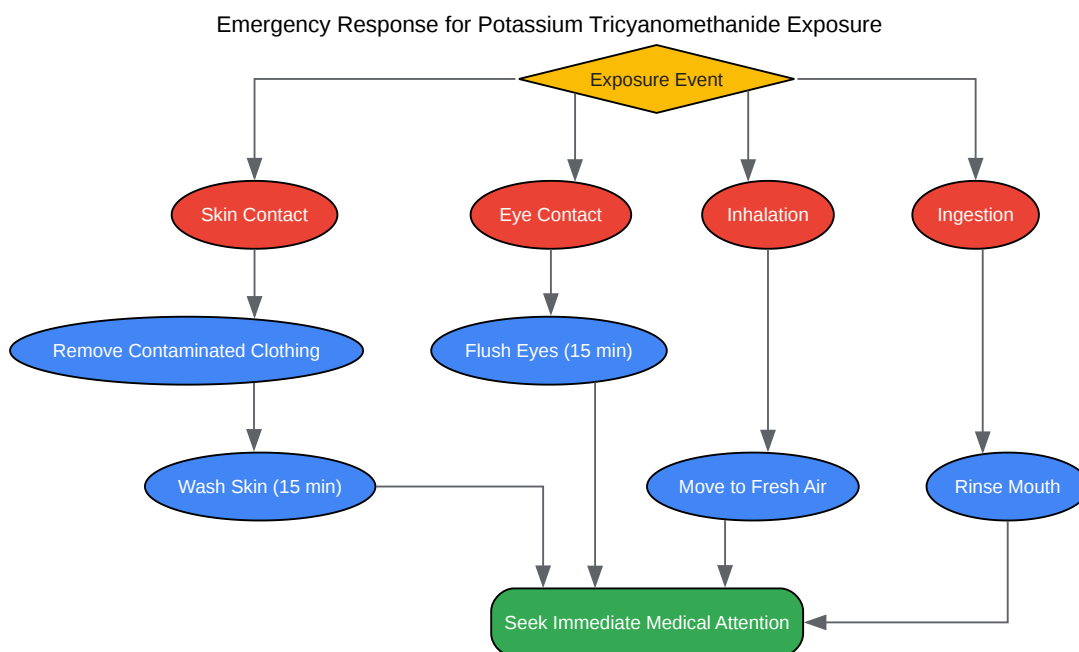 Emergency Response for Potassium Tricyanomethanide Exposure
Exposure Event
Skin Contact
Eye Contact
Inhalation
Ingestion
Remove Contaminated Clothing
Flush Eyes (15 min)
Wash Skin (15 min)
Move to Fresh Air
Rinse Mouth
Seek Immediate Medical Attention